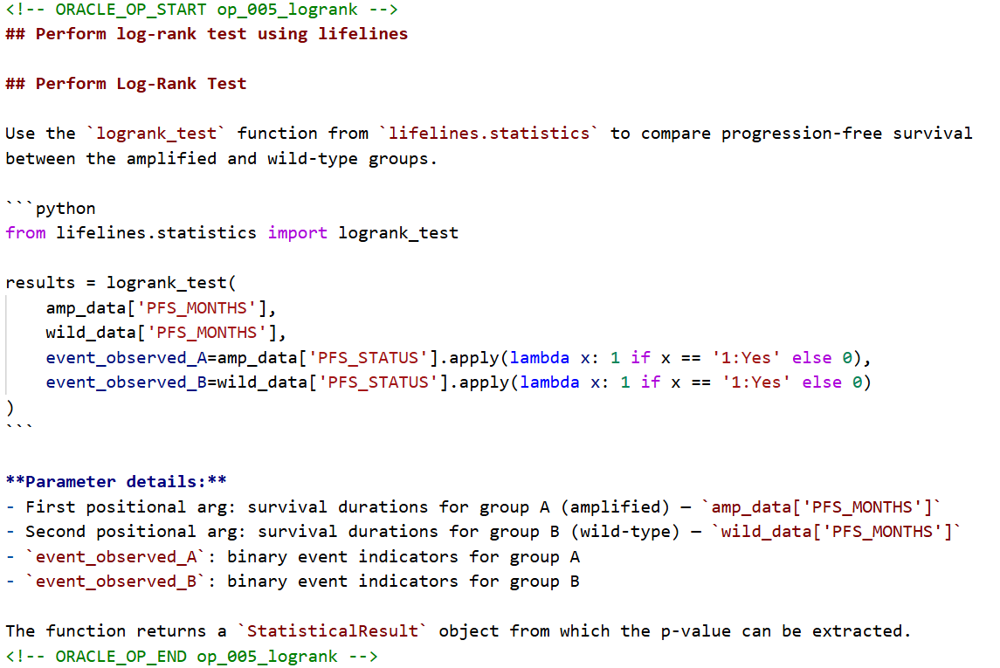 <!-- ORACLE_OP_START op_005_logrank -->
## Perform log-rank test using lifelines
## Perform Log-Rank Test
Use the `logrank_test` function from `lifelines.statistics` to compare progression-free survival
between the amplified and wild-type groups.
```python
from lifelines.statistics import logrank_test
results = logrank_test(
    amp_data['PFS_MONTHS'],
    wild_data['PFS_MONTHS'],
    event_observed_A=amp_data['PFS_STATUS'].apply(lambda x: 1 if x == '1:Yes' else 0),
    event_observed_B=wild_data['PFS_STATUS'].apply(lambda x: 1 if x == '1:Yes' else 0)
)
```
**Parameter details:**
- First positional arg: survival durations for group A (amplified) — `amp_data['PFS_MONTHS']`
- Second positional arg: survival durations for group B (wild-type) — `wild_data['PFS_MONTHS']`
- `event_observed_A`: binary event indicators for group A
- `event_observed_B`: binary event indicators for group B
The function returns a `StatisticalResult` object from which the p-value can be extracted.
<!-- ORACLE_OP_END op_005_logrank -->